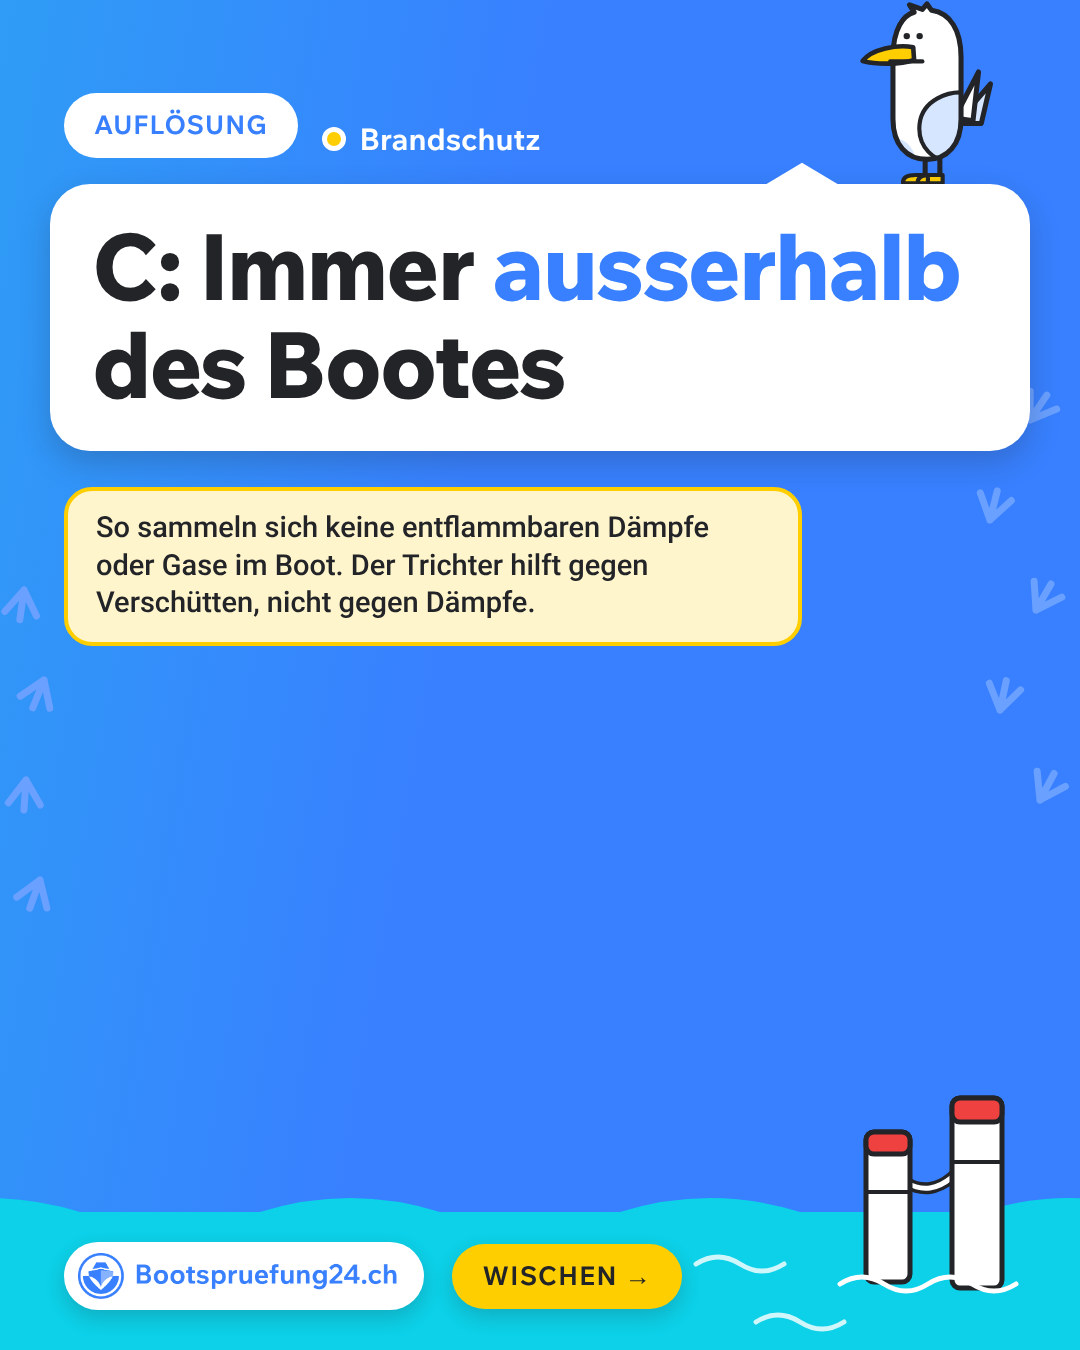 AUFLÖSUNG
Brandschutz
C: Immer ausserhalb
des Bootes
So sammeln sich keine entflammbaren Dämpfe
oder Gase im Boot. Der Trichter hilft gegen
Verschütten, nicht gegen Dämpfe.
Bootspruefung24.ch
WISCHEN →